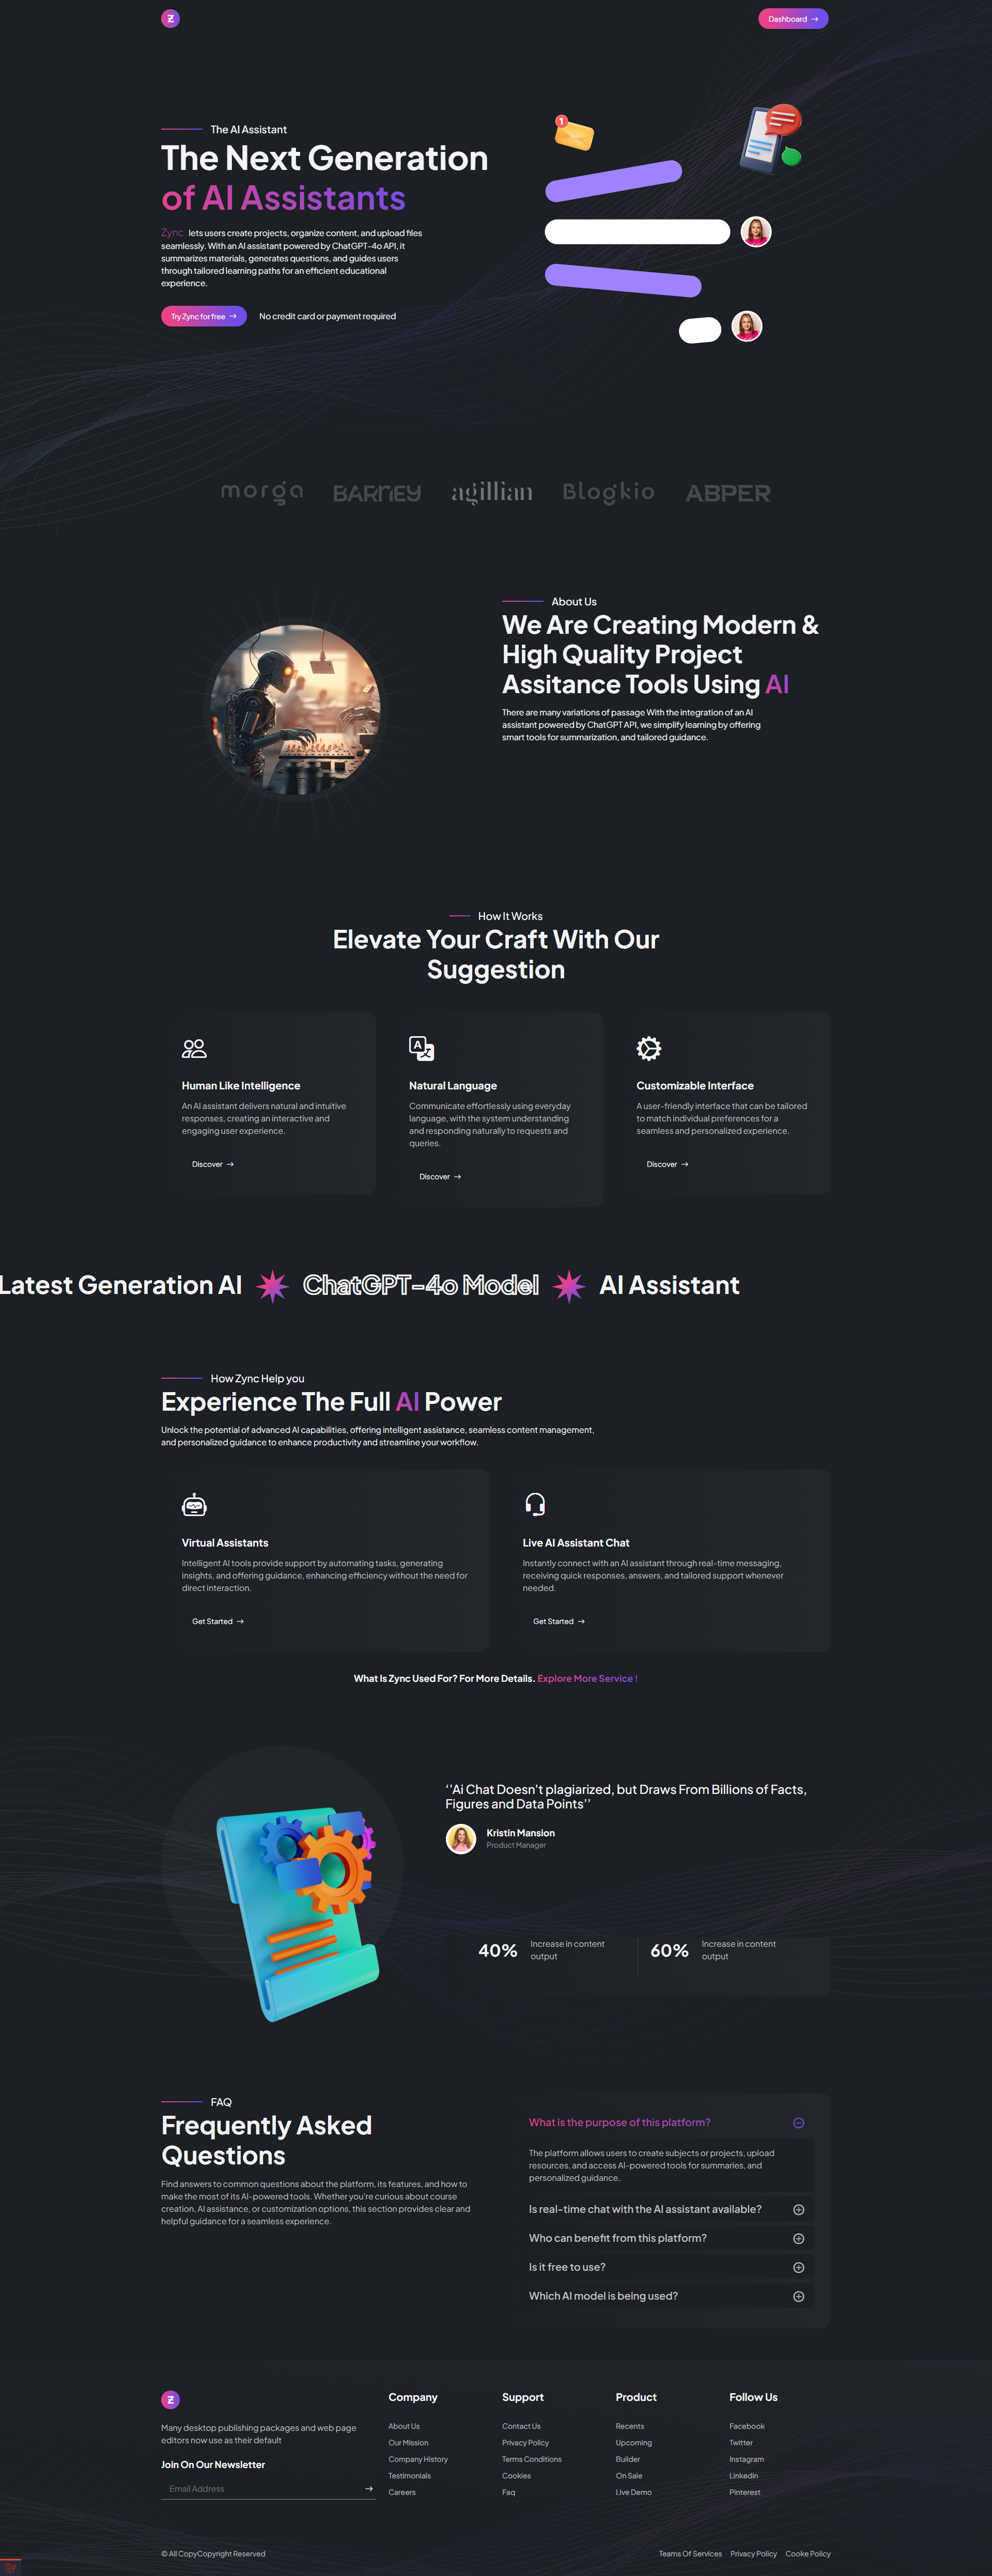 Z
Dashboard →
The AI Assistant
The Next Generation
of AI Assistants
1
Zync lets users create projects, organize content, and upload files
seamlessly. With an AI assistant powered by ChatGPT-4o API, it
summarizes materials, generates questions, and guides users
through tailored learning paths for an efficient educational
experience.
Try Zync for free →
No credit card or payment required
morga
BARNEY
agillian
Blogkio
ABPER
About Us
We Are Creating Modern &
High Quality Project
Assitance Tools Using AI
There are many variations of passage With the integration of an AI
assistant powered by ChatGPT API, we simplify learning by offering
smart tools for summarization, and tailored guidance.
How It Works
Elevate Your Craft With Our
Suggestion
Human Like Intelligence
An AI assistant delivers natural and intuitive
responses, creating an interactive and
engaging user experience.
Discover →
A 文
Natural Language
Communicate effortlessly using everyday
language, with the system understanding
and responding naturally to requests and
queries.
Discover →
Customizable Interface
A user-friendly interface that can be tailored
to match individual preferences for a
seamless and personalized experience.
Discover →
Latest Generation AI
ChatGPT-4o Model
AI Assistant
How Zync Help you
Experience The Full AI Power
Unlock the potential of advanced AI capabilities, offering intelligent assistance, seamless content management,
and personalized guidance to enhance productivity and streamline your workflow.
Virtual Assistants
Intelligent AI tools provide support by automating tasks, generating
insights, and offering guidance, enhancing efficiency without the need for
direct interaction.
Get Started →
Live AI Assistant Chat
Instantly connect with an AI assistant through real-time messaging,
receiving quick responses, answers, and tailored support whenever
needed.
Get Started →
What Is Zync Used For? For More Details. Explore More Service !
‘’Ai Chat Doesn't plagiarized, but Draws From Billions of Facts,
Figures and Data Points’’
Kristin Mansion
Product Manager
40%
Increase in content
output
60%
Increase in content
output
FAQ
Frequently Asked
Questions
Find answers to common questions about the platform, its features, and how to
make the most of its AI-powered tools. Whether you're curious about course
creation, AI assistance, or customization options, this section provides clear and
helpful guidance for a seamless experience.
What is the purpose of this platform?
The platform allows users to create subjects or projects, upload
resources, and access AI-powered tools for summaries, and
personalized guidance.
Is real-time chat with the AI assistant available?
Who can benefit from this platform?
Is it free to use?
Which AI model is being used?
Z
Many desktop publishing packages and web page
editors now use as their default
Join On Our Newsletter
Email Address →
Company
About Us
Our Mission
Company History
Testimonials
Careers
Support
Contact Us
Privacy Policy
Terms Conditions
Cookies
Faq
Product
Recents
Upcoming
Builder
On Sale
Live Demo
Follow Us
Facebook
Twitter
Instagram
Linkedin
Pinterest
© All CopyCopyright Reserved
Teams Of Services
Privacy Policy
Cooke Policy